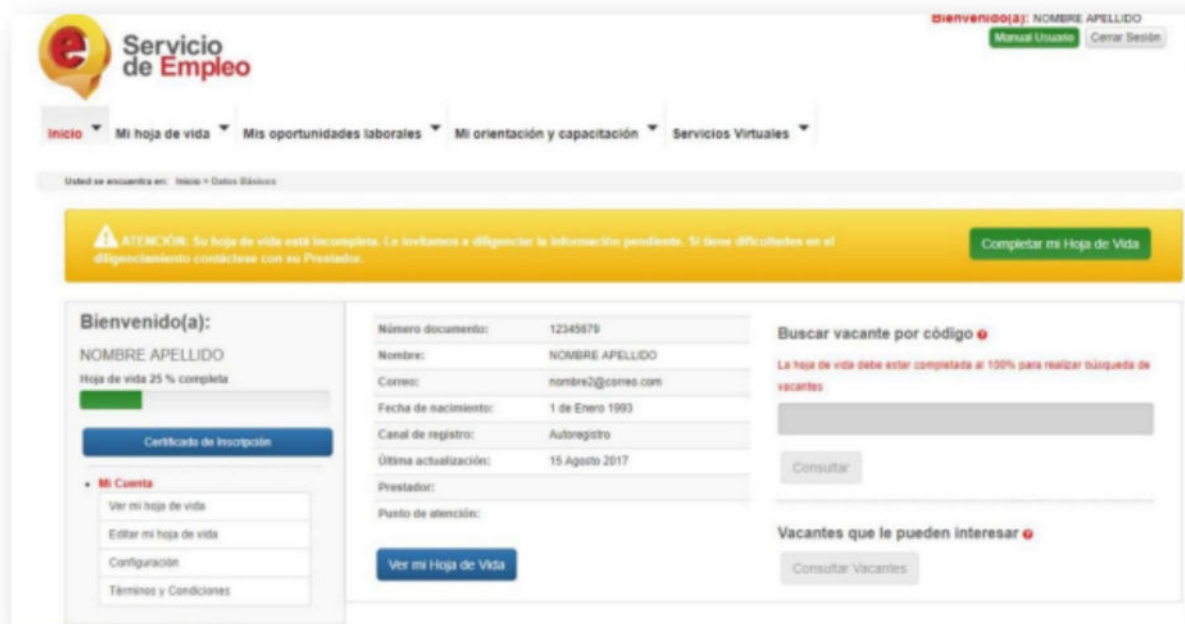 Bienvenido(a): NOMBRE APELLIDO
Manual Usuario Cerrar Sesión
e Servicio
de Empleo
Inicio Mi hoja de vida Mis oportunidades laborales Mi orientación y capacitación Servicios Virtuales
Usted se encuentra en: Inicio > Datos Básicos
ATENCIÓN: Su hoja de vida está incompleta. Le invitamos a diligenciar la información pendiente. Si tiene dificultades en el
diligenciamiento contáctese con su Prestador.
Completar mi Hoja de Vida
Bienvenido(a):
NOMBRE APELLIDO
Hoja de vida 25 % completa
Certificado de Inscripción
Mi Cuenta
Ver mi hoja de vida
Editar mi hoja de vida
Configuración
Términos y Condiciones
Número documento: 12345679
Nombre: NOMBRE APELLIDO
Correo: nombre2@correo.com
Fecha de nacimiento: 1 de Enero 1993
Canal de registro: Autoregistro
Última actualización: 15 Agosto 2017
Prestador:
Punto de atención:
Ver mi Hoja de Vida
Buscar vacante por código
La hoja de vida debe estar completada al 100% para realizar búsqueda de
vacantes
Consultar
Vacantes que le pueden interesar
Consultar Vacantes